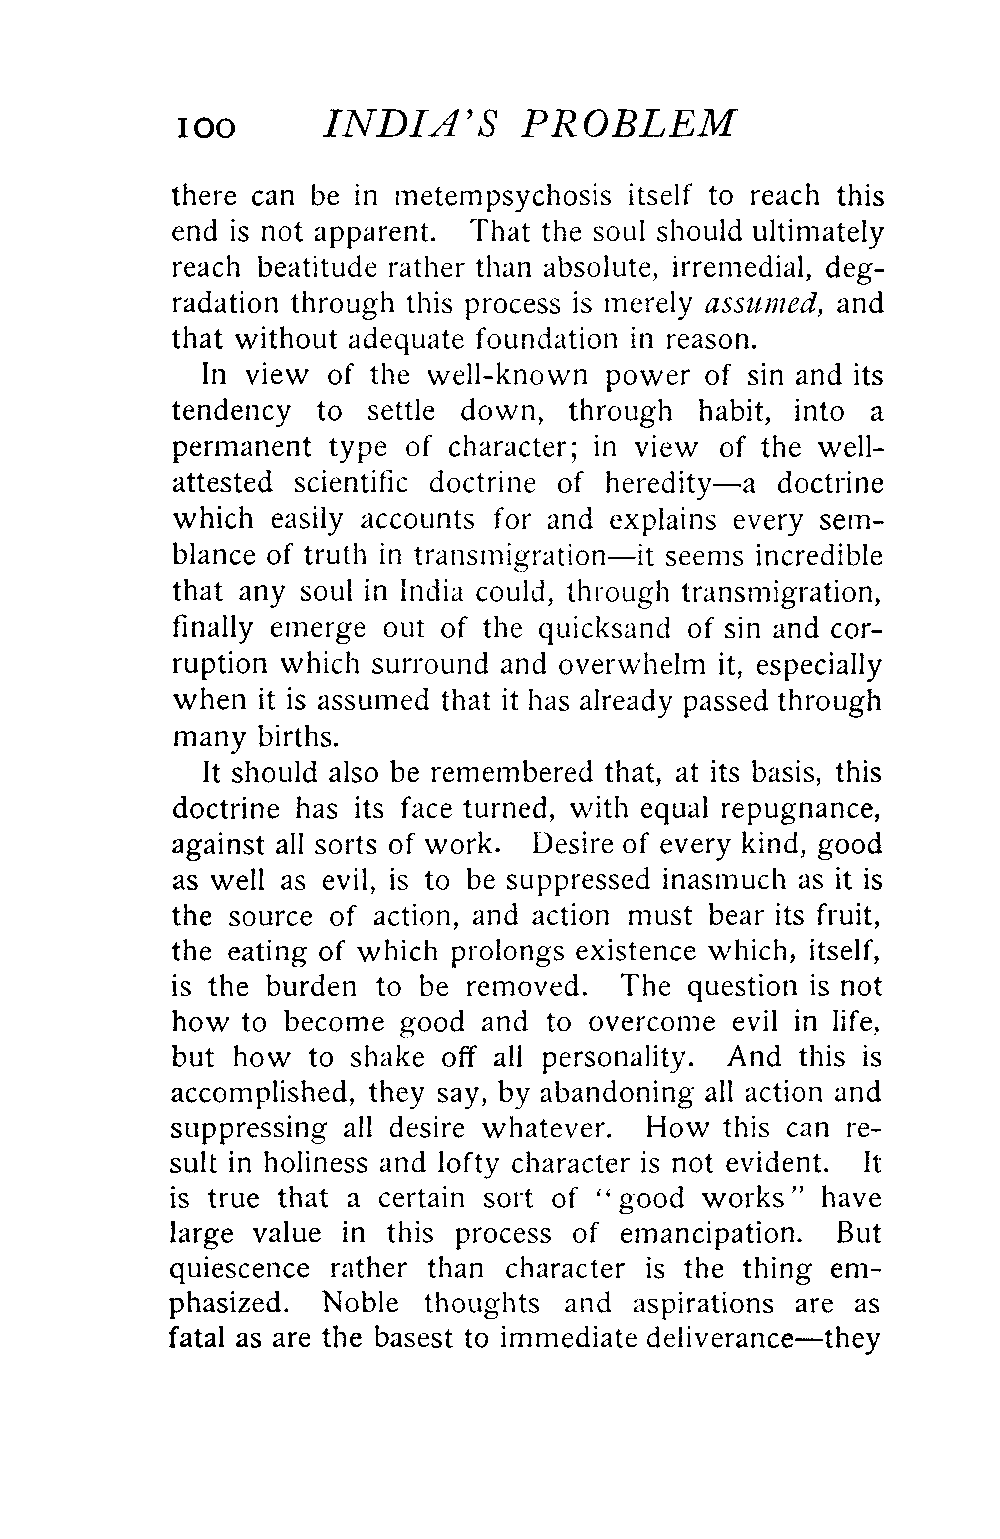 100 INDIA'S PROBLEM
there can be in metempsychosis itself to reach this
end is not apparent. That the soul should ultimately
reach beatitude rather than absolute, irremedial, deg-
radation through this process is merely assumed, and
that without adequate foundation in reason.
In view of the well-known power of sin and its
tendency to settle down, through habit, into a
permanent type of character; in view of the well-
attested scientific doctrine of heredity—a doctrine
which easily accounts for and explains every sem-
blance of truth in transmigration—it seems incredible
that any soul in India could, through transmigration,
finally emerge out of the quicksand of sin and cor-
ruption which surround and overwhelm it, especially
when it is assumed that it has already passed through
many births.
It should also be remembered that, at its basis, this
doctrine has its face turned, with equal repugnance,
against all sorts of work. Desire of every kind, good
as well as evil, is to be suppressed inasmuch as it is
the source of action, and action must bear its fruit,
the eating of which prolongs existence which, itself,
is the burden to be removed. The question is not
how to become good and to overcome evil in life,
but how to shake off all personality. And this is
accomplished, they say, by abandoning all action and
suppressing all desire whatever. How this can re-
sult in holiness and lofty character is not evident. It
is true that a certain sort of "good works" have
large value in this process of emancipation. But
quiescence rather than character is the thing em-
phasized. Noble thoughts and aspirations are as
fatal as are the basest to immediate deliverance—they